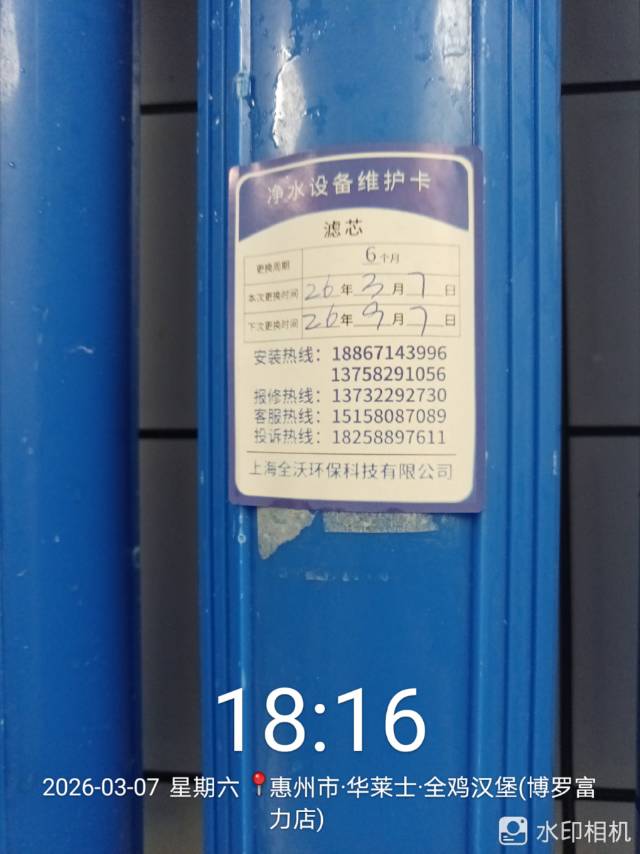 净水设备维护卡
滤芯
更换周期 6个月
本次更换时间 26年3月7日
下次更换时间 26年9月7日
安装热线：18867143996
13758291056
报修热线：13732292730
客服热线：15158087089
投诉热线：18258897611
上海全沃环保科技有限公司
18:16
2026-03-07 星期六 惠州市·华莱士·全鸡汉堡(博罗富
力店)
水印相机